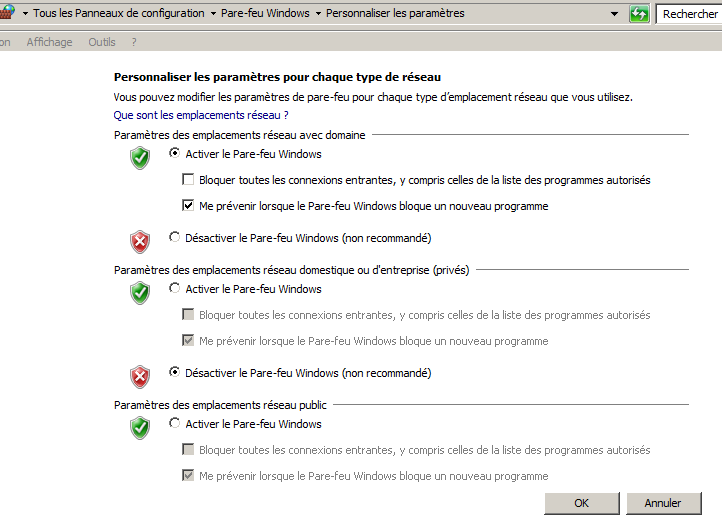 Tous les Panneaux de configuration Pare-feu Windows Personnaliser les paramètres Rechercher
on Affichage Outils ?
Personnaliser les paramètres pour chaque type de réseau
Vous pouvez modifier les paramètres de pare-feu pour chaque type d'emplacement réseau que vous utilisez.
Que sont les emplacements réseau ?
Paramètres des emplacements réseau avec domaine
Activer le Pare-feu Windows
Bloquer toutes les connexions entrantes, y compris celles de la liste des programmes autorisés
Me prévenir lorsque le Pare-feu Windows bloque un nouveau programme
Désactiver le Pare-feu Windows (non recommandé)
Paramètres des emplacements réseau domestique ou d'entreprise (privés)
Activer le Pare-feu Windows
Bloquer toutes les connexions entrantes, y compris celles de la liste des programmes autorisés
Me prévenir lorsque le Pare-feu Windows bloque un nouveau programme
Désactiver le Pare-feu Windows (non recommandé)
Paramètres des emplacements réseau public
Activer le Pare-feu Windows
Bloquer toutes les connexions entrantes, y compris celles de la liste des programmes autorisés
Me prévenir lorsque le Pare-feu Windows bloque un nouveau programme
OK Annuler